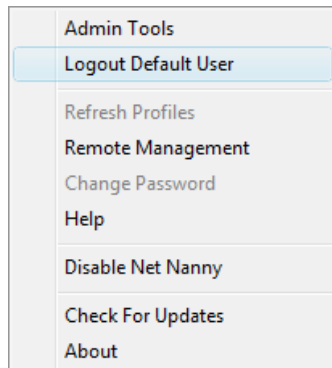 Admin Tools
Logout Default User
Refresh Profiles
Remote Management
Change Password
Help
Disable Net Nanny
Check For Updates
About